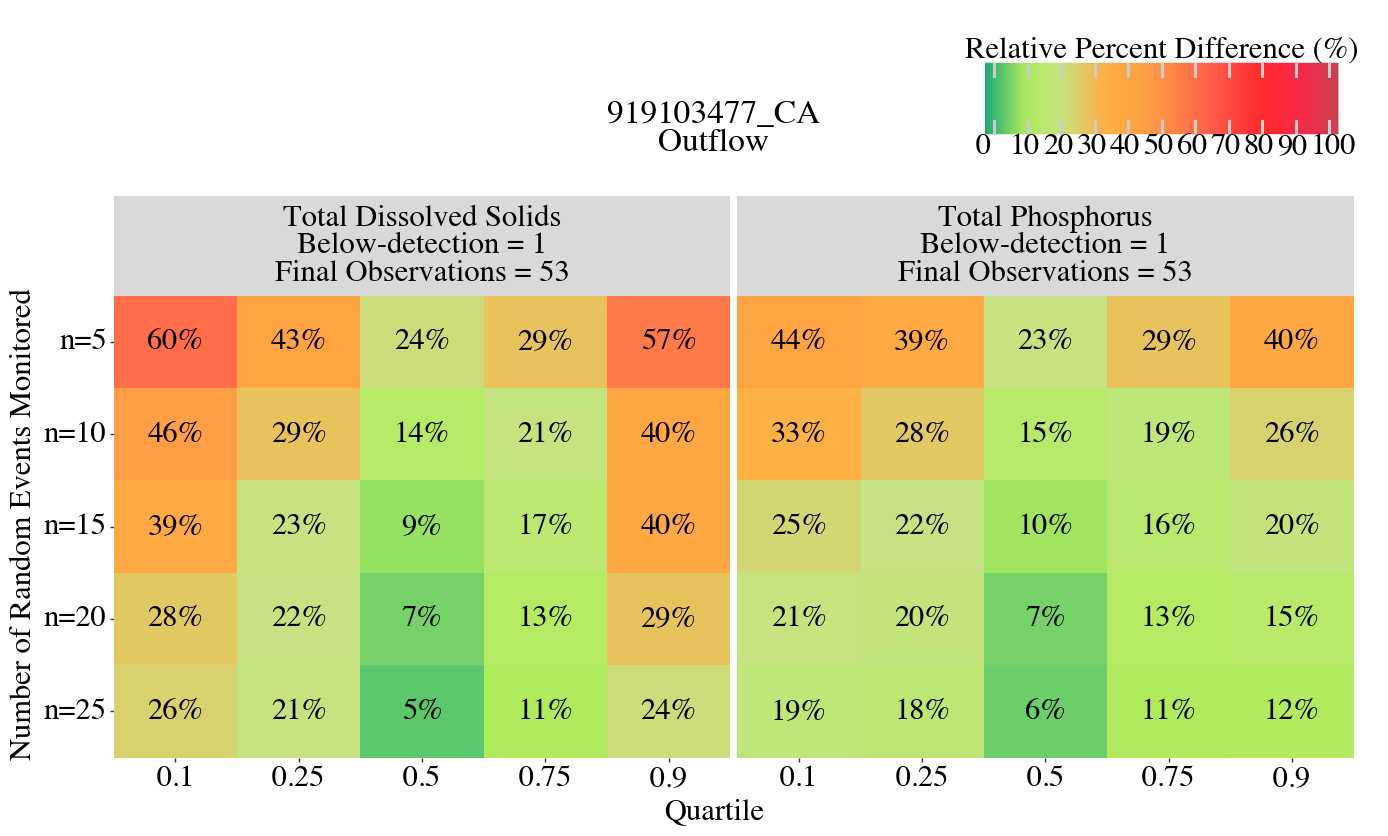 Relative Percent Difference (%)
0 10 20 30 40 50 60 70 80 90 100
919103477_CA
Outflow
Total Dissolved Solids
Below-detection = 1
Final Observations = 53
Total Phosphorus
Below-detection = 1
Final Observations = 53
Number of Random Events Monitored
n=5 60% 43% 24% 29% 57% 44% 39% 23% 29% 40%
n=10 46% 29% 14% 21% 40% 33% 28% 15% 19% 26%
n=15 39% 23% 9% 17% 40% 25% 22% 10% 16% 20%
n=20 28% 22% 7% 13% 29% 21% 20% 7% 13% 15%
n=25 26% 21% 5% 11% 24% 19% 18% 6% 11% 12%
0.1 0.25 0.5 0.75 0.9 0.1 0.25 0.5 0.75 0.9
Quartile